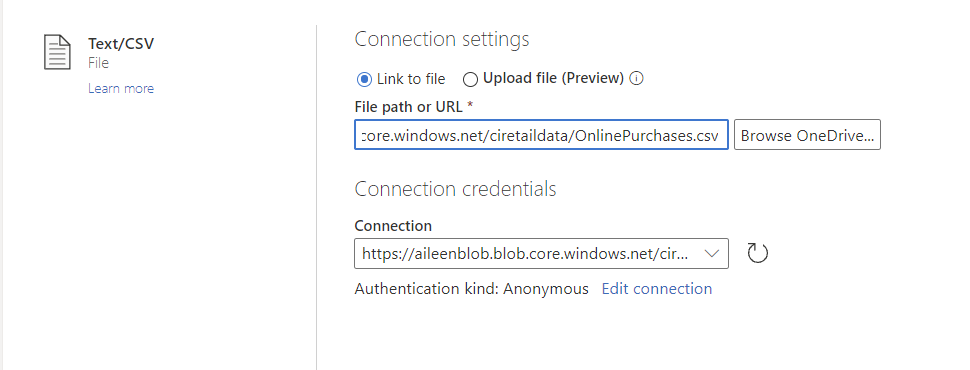 Text/CSV
File
Learn more
Connection settings
Link to file
Upload file (Preview)
File path or URL *
core.windows.net/ciretaildata/OnlinePurchases.csv
Browse OneDrive...
Connection credentials
Connection
https://aileenblob.blob.core.windows.net/cir...
Authentication kind: Anonymous Edit connection